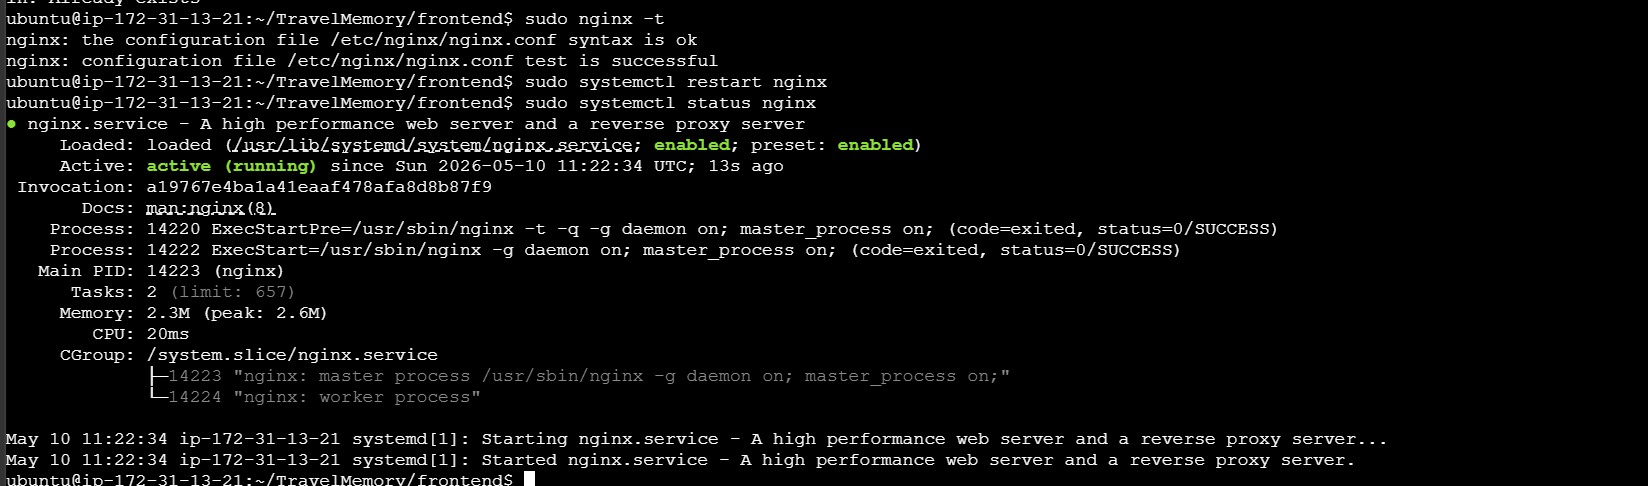 ln: Already exists
ubuntu@ip-172-31-13-21:~/TravelMemory/frontend$ sudo nginx -t
nginx: the configuration file /etc/nginx/nginx.conf syntax is ok
nginx: configuration file /etc/nginx/nginx.conf test is successful
ubuntu@ip-172-31-13-21:~/TravelMemory/frontend$ sudo systemctl restart nginx
ubuntu@ip-172-31-13-21:~/TravelMemory/frontend$ sudo systemctl status nginx
● nginx.service - A high performance web server and a reverse proxy server
Loaded: loaded (/usr/lib/systemd/system/nginx.service; enabled; preset: enabled)
Active: active (running) since Sun 2026-05-10 11:22:34 UTC; 13s ago
Invocation: a19767e4ba1a41eaaf478afa8d8b87f9
Docs: man:nginx(8)
Process: 14220 ExecStartPre=/usr/sbin/nginx -t -q -g daemon on; master_process on; (code=exited, status=0/SUCCESS)
Process: 14222 ExecStart=/usr/sbin/nginx -g daemon on; master_process on; (code=exited, status=0/SUCCESS)
Main PID: 14223 (nginx)
Tasks: 2 (limit: 657)
Memory: 2.3M (peak: 2.6M)
CPU: 20ms
CGroup: /system.slice/nginx.service
├─14223 "nginx: master process /usr/sbin/nginx -g daemon on; master_process on;"
└─14224 "nginx: worker process"
May 10 11:22:34 ip-172-31-13-21 systemd[1]: Starting nginx.service - A high performance web server and a reverse proxy server...
May 10 11:22:34 ip-172-31-13-21 systemd[1]: Started nginx.service - A high performance web server and a reverse proxy server.
ubuntu@ip-172-31-13-21:~/TravelMemory/frontend$